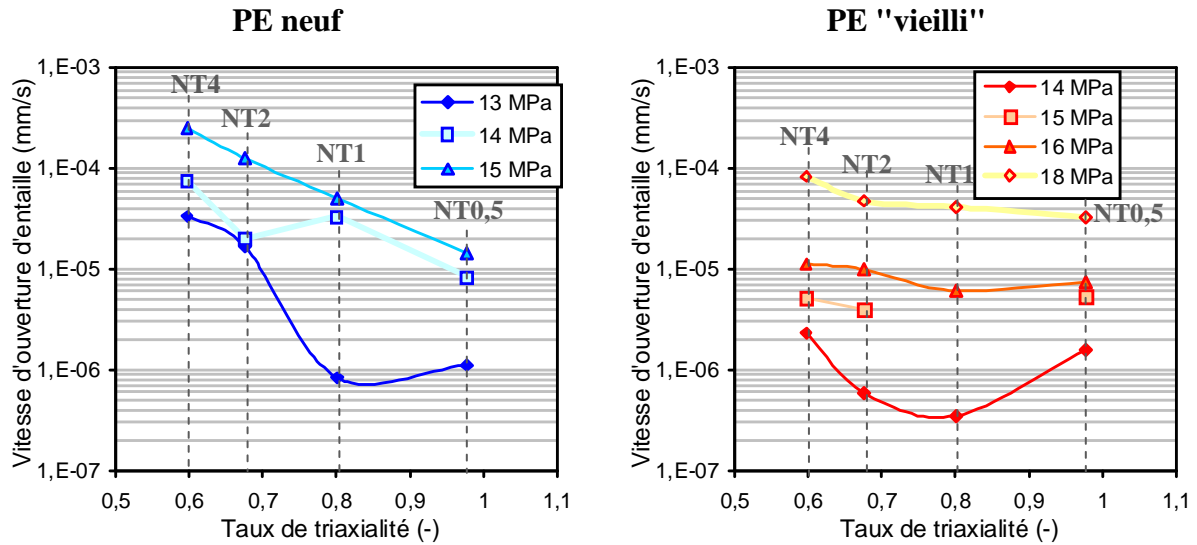 PE neuf
Vitesse d'ouverture d'entaille (mm/s)
1,E-03
1,E-04
1,E-05
1,E-06
1,E-07
NT4
NT2
NT1
NT0,5
13 MPa
14 MPa
15 MPa
0,5 0,6 0,7 0,8 0,9 1 1,1
Taux de triaxialité (-)
PE "vieilli"
Vitesse d'ouverture d'entaille (mm/s)
1,E-03
1,E-04
1,E-05
1,E-06
1,E-07
NT4
NT2
NT1
NT0,5
14 MPa
15 MPa
16 MPa
18 MPa
0,5 0,6 0,7 0,8 0,9 1 1,1
Taux de triaxialité (-)